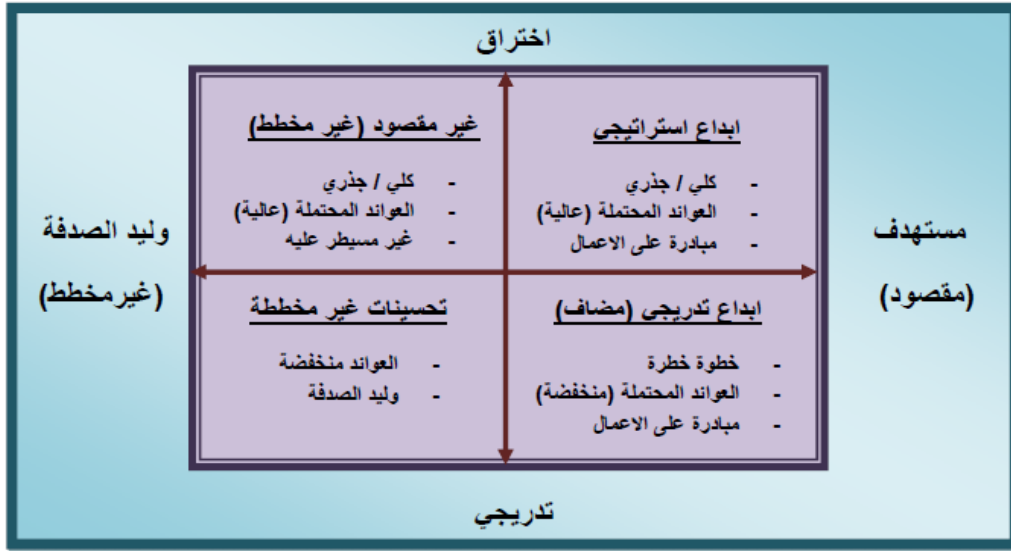 اختراق
ابداع استراتيجي
- كلي / جذري
- العوائد المحتملة (عالية)
- مبادرة على الاعمال
غير مقصود (غير مخطط)
- كلي / جذري
- العوائد المحتملة (عالية)
- غير مسيطر عليه
مستهدف
(مقصود)
وليد الصدفة
(غيرمخطط)
ابداع تدريجي (مضاف)
- خطوة خطرة
- العوائد المحتملة (منخفضة)
- مبادرة على الاعمال
تحسينات غير مخططة
- العوائد منخفضة
- وليد الصدفة
تدريجي